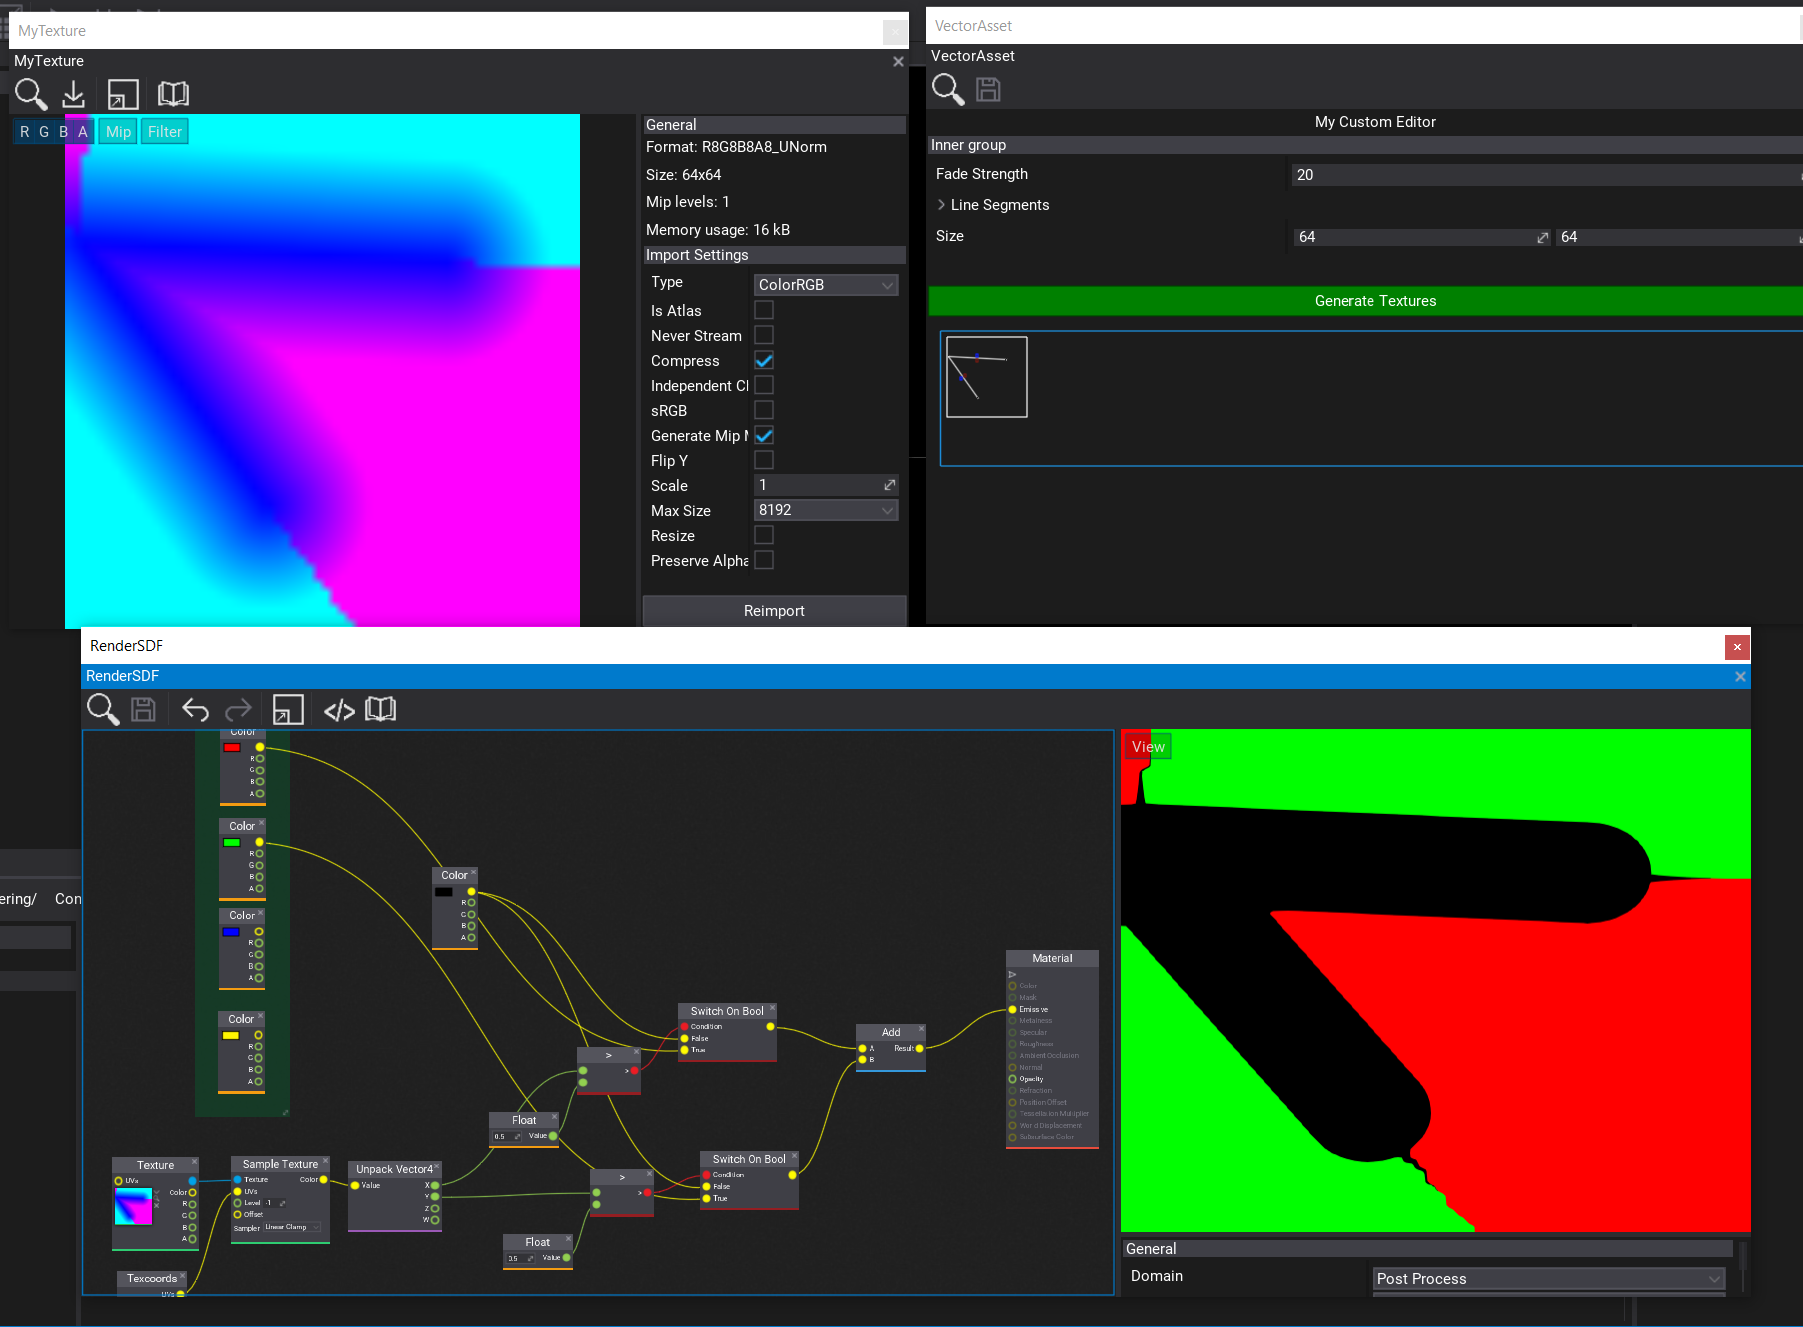 MyTexture
MyTexture
R G B A Mip Filter
General
Format: R8G8B8A8_UNorm
Size: 64x64
Mip levels: 1
Memory usage: 16 kB
Import Settings
Type ColorRGB
Is Atlas
Never Stream
Compress
Independent Cl
sRGB
Generate Mip M
Flip Y
Scale 1
Max Size 8192
Resize
Preserve Alpha
Reimport
VectorAsset
VectorAsset
My Custom Editor
Inner group
Fade Strength 20
Line Segments
Size 64 64
Generate Textures
ering/ Con
RenderSDF
RenderSDF
Color
R
G
B
A
Color
R
G
B
A
Color
R
G
B
A
Color
R
G
B
A
Color
R
G
B
A
Switch On Bool
Condition
False
True
>
>
Float
0.5 Value
Switch On Bool
Condition
False
True
>
>
Float
0.5 Value
Add
A Result
B
Material
Color
Mask
Emissive
Metalness
Specular
Roughness
Ambient Occlusion
Normal
Opacity
Refraction
Position Offset
Tessellation Multiplier
World Displacement
Subsurface Color
Texture
UVs
Color
R
G
B
A
Sample Texture
Texture Color
UVs
Level -1
Offset
Sampler Linear Clamp
Unpack Vector4
Value X
Y
Z
W
Texcoords
UVs
View
General
Domain Post Process